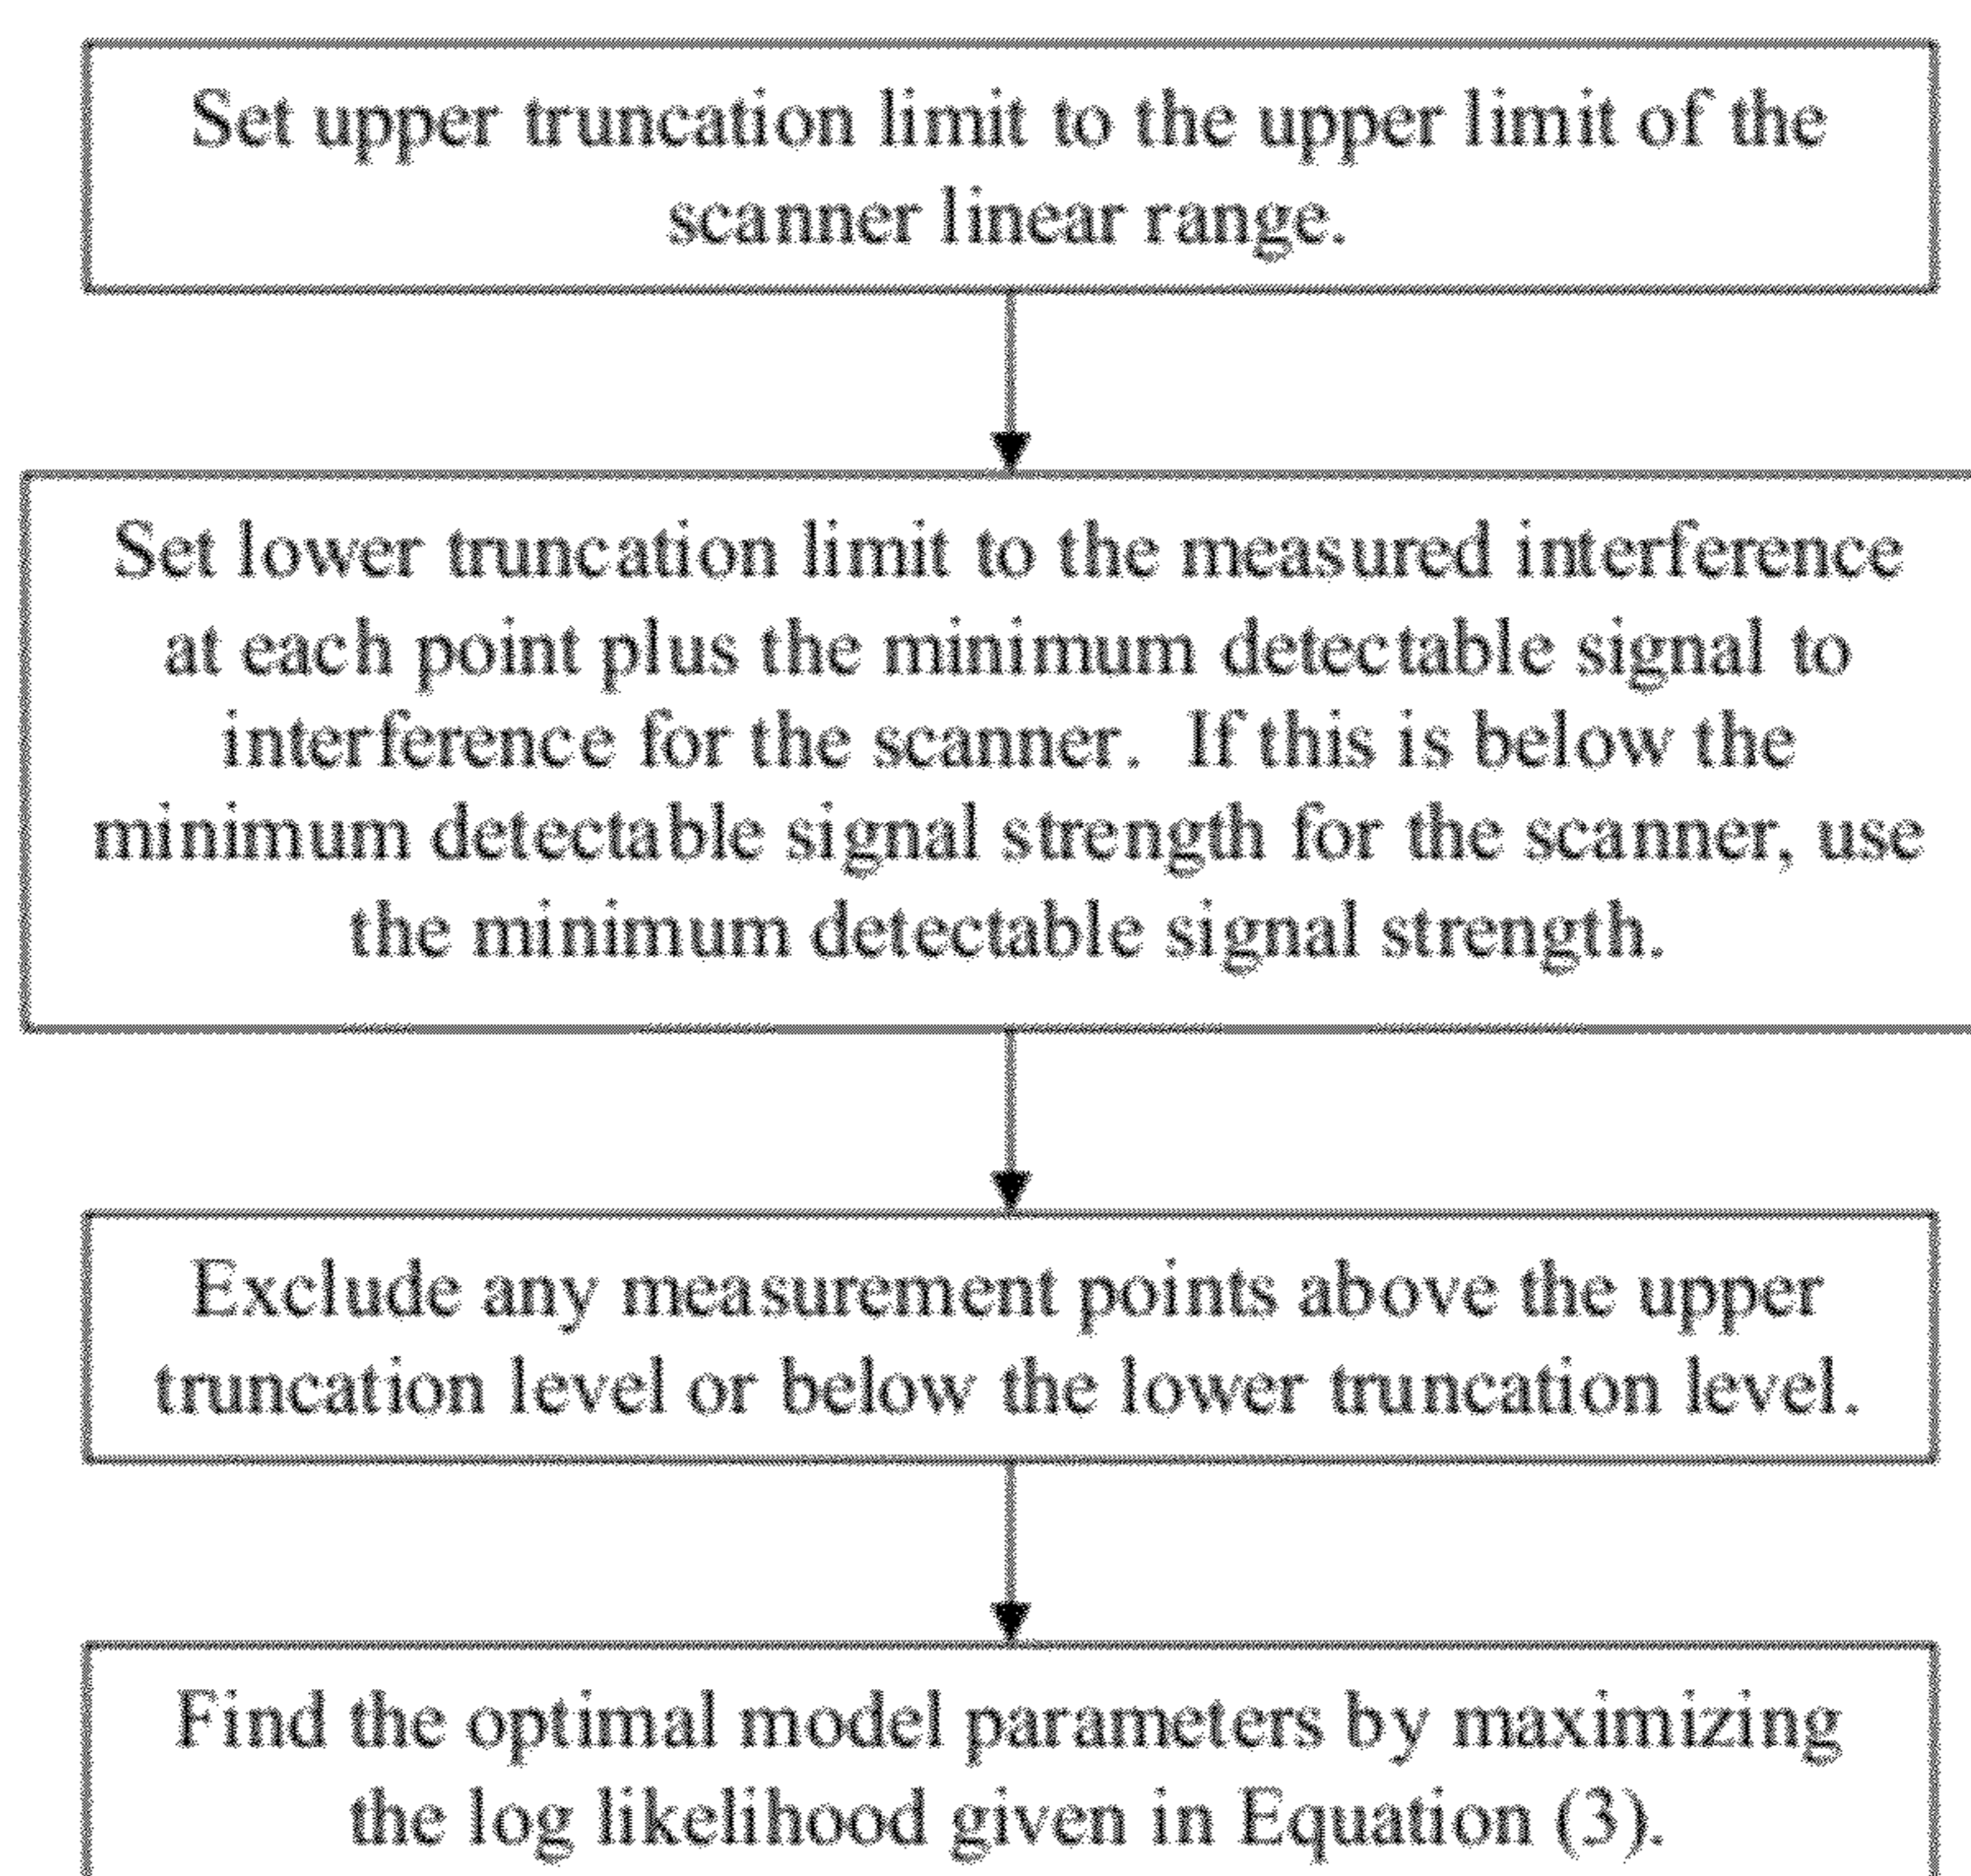 Set upper truncation limit to the upper limit of the
scanner linear range.
Set lower truncation limit to the measured interference
at each point plus the minimum detectable signal to
interference for the scanner.  If this is below the
minimum detectable signal strength for the scanner, use
the minimum detectable signal strength.
Exclude any measurement points above the upper
truncation level or below the lower truncation level.
Find the optimal model parameters by maximizing
the log likelihood given in Equation (3).